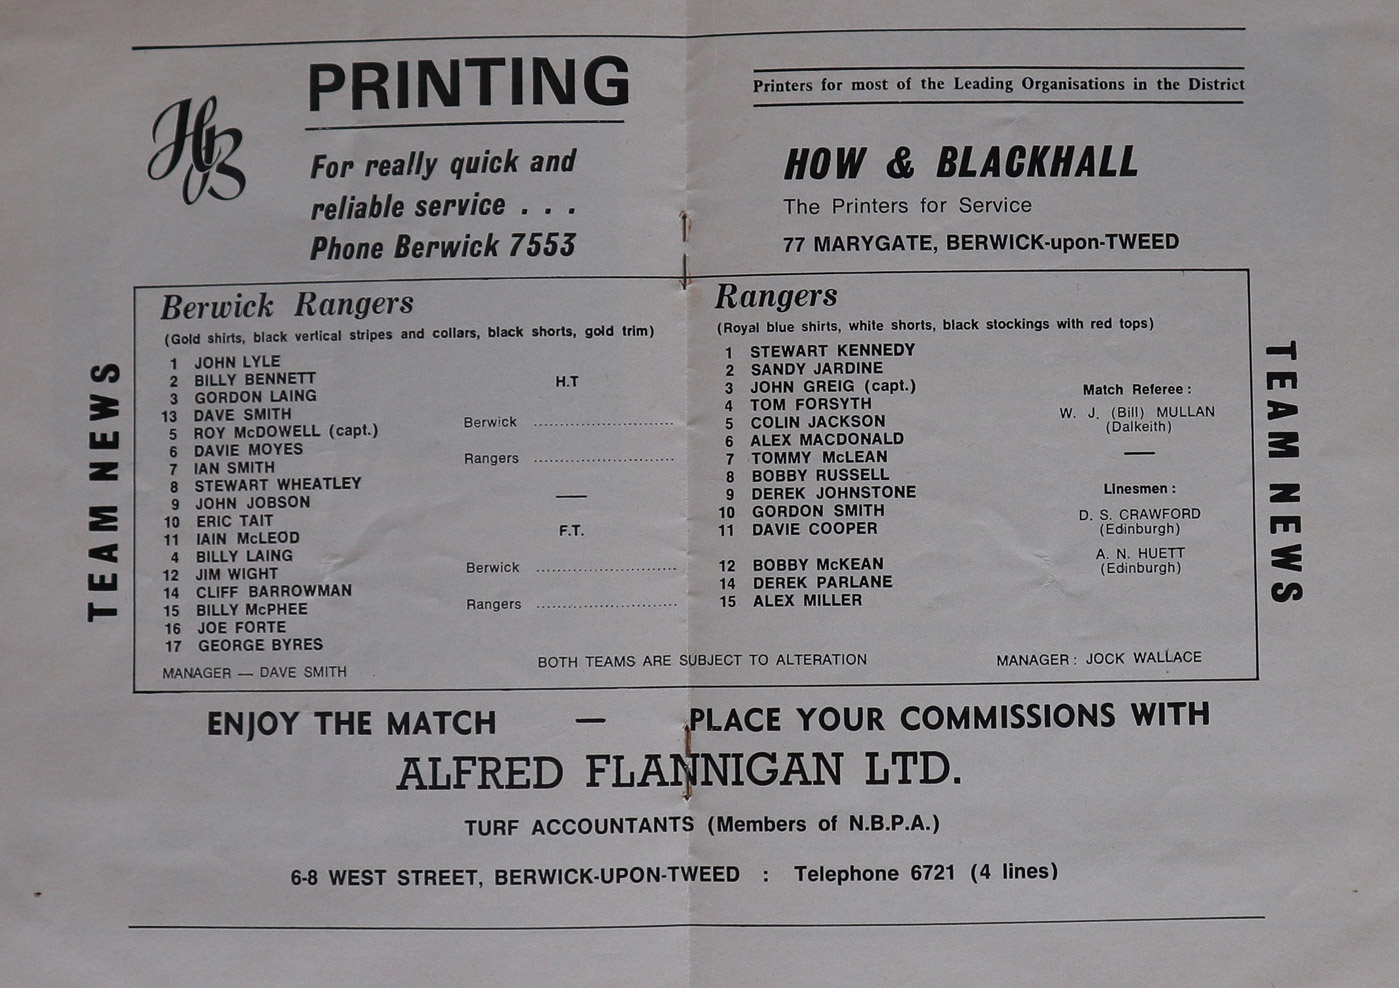 PRINTING
For really quick and
reliable service . . .
Phone Berwick 7553
Printers for most of the Leading Organisations in the District
HOW & BLACKHALL
The Printers for Service
77 MARYGATE, BERWICK-upon-TWEED
TEAM NEWS
Berwick Rangers
(Gold shirts, black vertical stripes and collars, black shorts, gold trim)
1 JOHN LYLE
2 BILLY BENNETT
3 GORDON LAING
13 DAVE SMITH
5 ROY McDOWELL (capt.)
6 DAVIE MOYES
7 IAN SMITH
8 STEWART WHEATLEY
9 JOHN JOBSON
10 ERIC TAIT
11 IAIN McLEOD
4 BILLY LAING
12 JIM WIGHT
14 CLIFF BARROWMAN
15 BILLY McPHEE
16 JOE FORTE
17 GEORGE BYRES
MANAGER — DAVE SMITH
H.T
Berwick ....................................
Rangers ....................................
—
F.T.
Berwick ....................................
Rangers ....................................
BOTH TEAMS ARE SUBJECT TO ALTERATION
Rangers
(Royal blue shirts, white shorts, black stockings with red tops)
1 STEWART KENNEDY
2 SANDY JARDINE
3 JOHN GREIG (capt.)
4 TOM FORSYTH
5 COLIN JACKSON
6 ALEX MACDONALD
7 TOMMY McLEAN
8 BOBBY RUSSELL
9 DEREK JOHNSTONE
10 GORDON SMITH
11 DAVIE COOPER
12 BOBBY McKEAN
14 DEREK PARLANE
15 ALEX MILLER
Match Referee :
W. J. (Bill) MULLAN
(Dalkeith)
—
Linesmen :
D. S. CRAWFORD
(Edinburgh)
A. N. HUETT
(Edinburgh)
MANAGER : JOCK WALLACE
TEAM NEWS
ENJOY THE MATCH — PLACE YOUR COMMISSIONS WITH
ALFRED FLANNIGAN LTD.
TURF ACCOUNTANTS (Members of N.B.P.A.)
6-8 WEST STREET, BERWICK-UPON-TWEED : Telephone 6721 (4 lines)